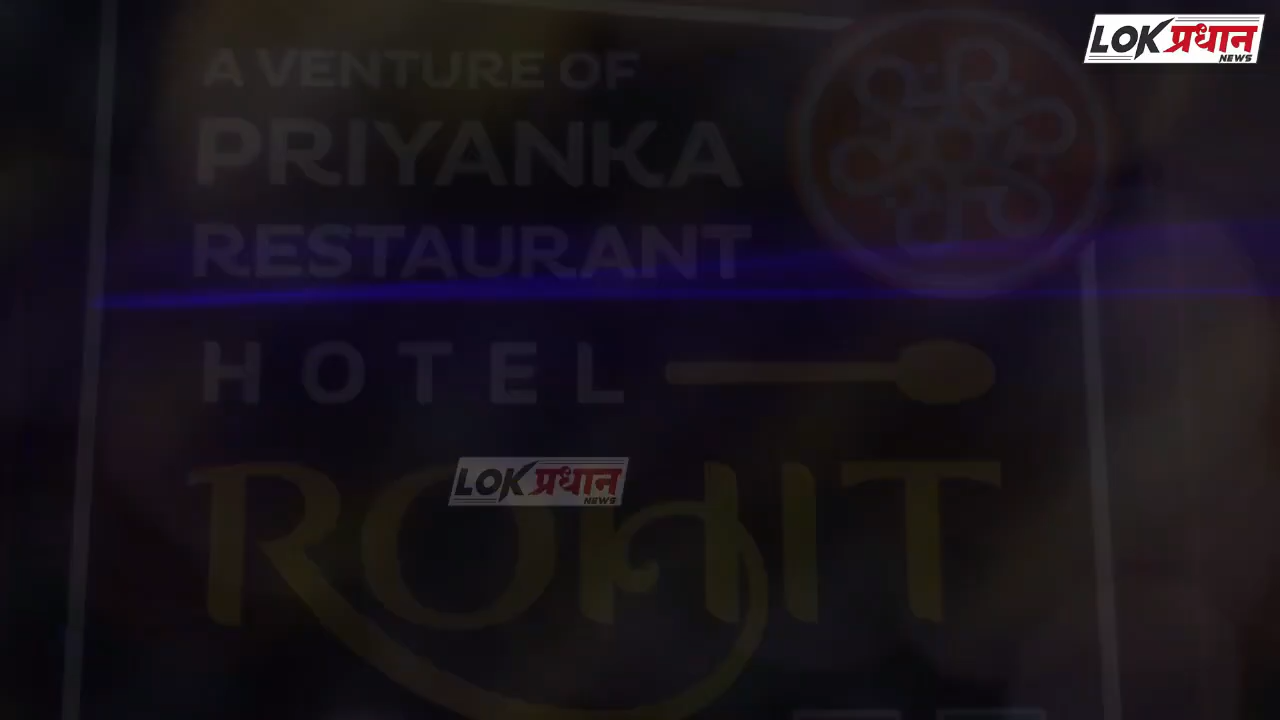 LOKप्रधान
NEWS
A VENTURE OF
PRIYANKA
RESTAURANT
HOTEL
ROHIT
LOKप्रधान
NEWS